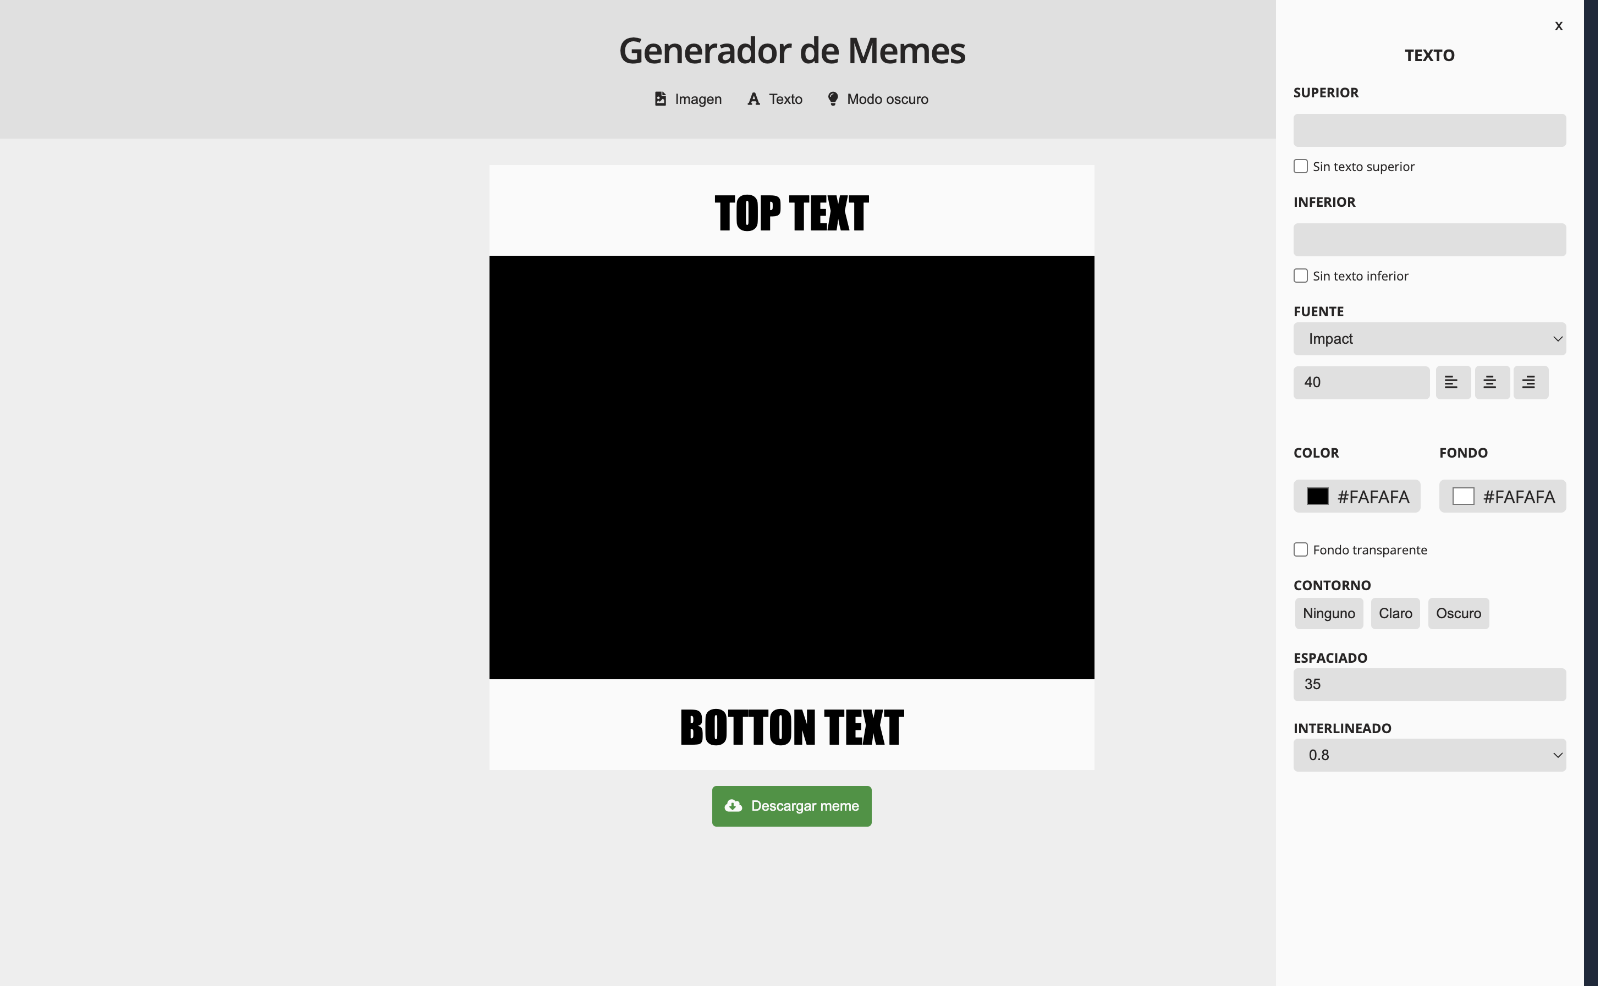 Generador de Memes
Imagen Texto Modo oscuro
TOP TEXT
BOTTON TEXT
Descargar meme
x
TEXTO
SUPERIOR
Sin texto superior
INFERIOR
Sin texto inferior
FUENTE
Impact
40
COLOR FONDO
#FAFAFA #FAFAFA
Fondo transparente
CONTORNO
Ninguno Claro Oscuro
ESPACIADO
35
INTERLINEADO
0.8